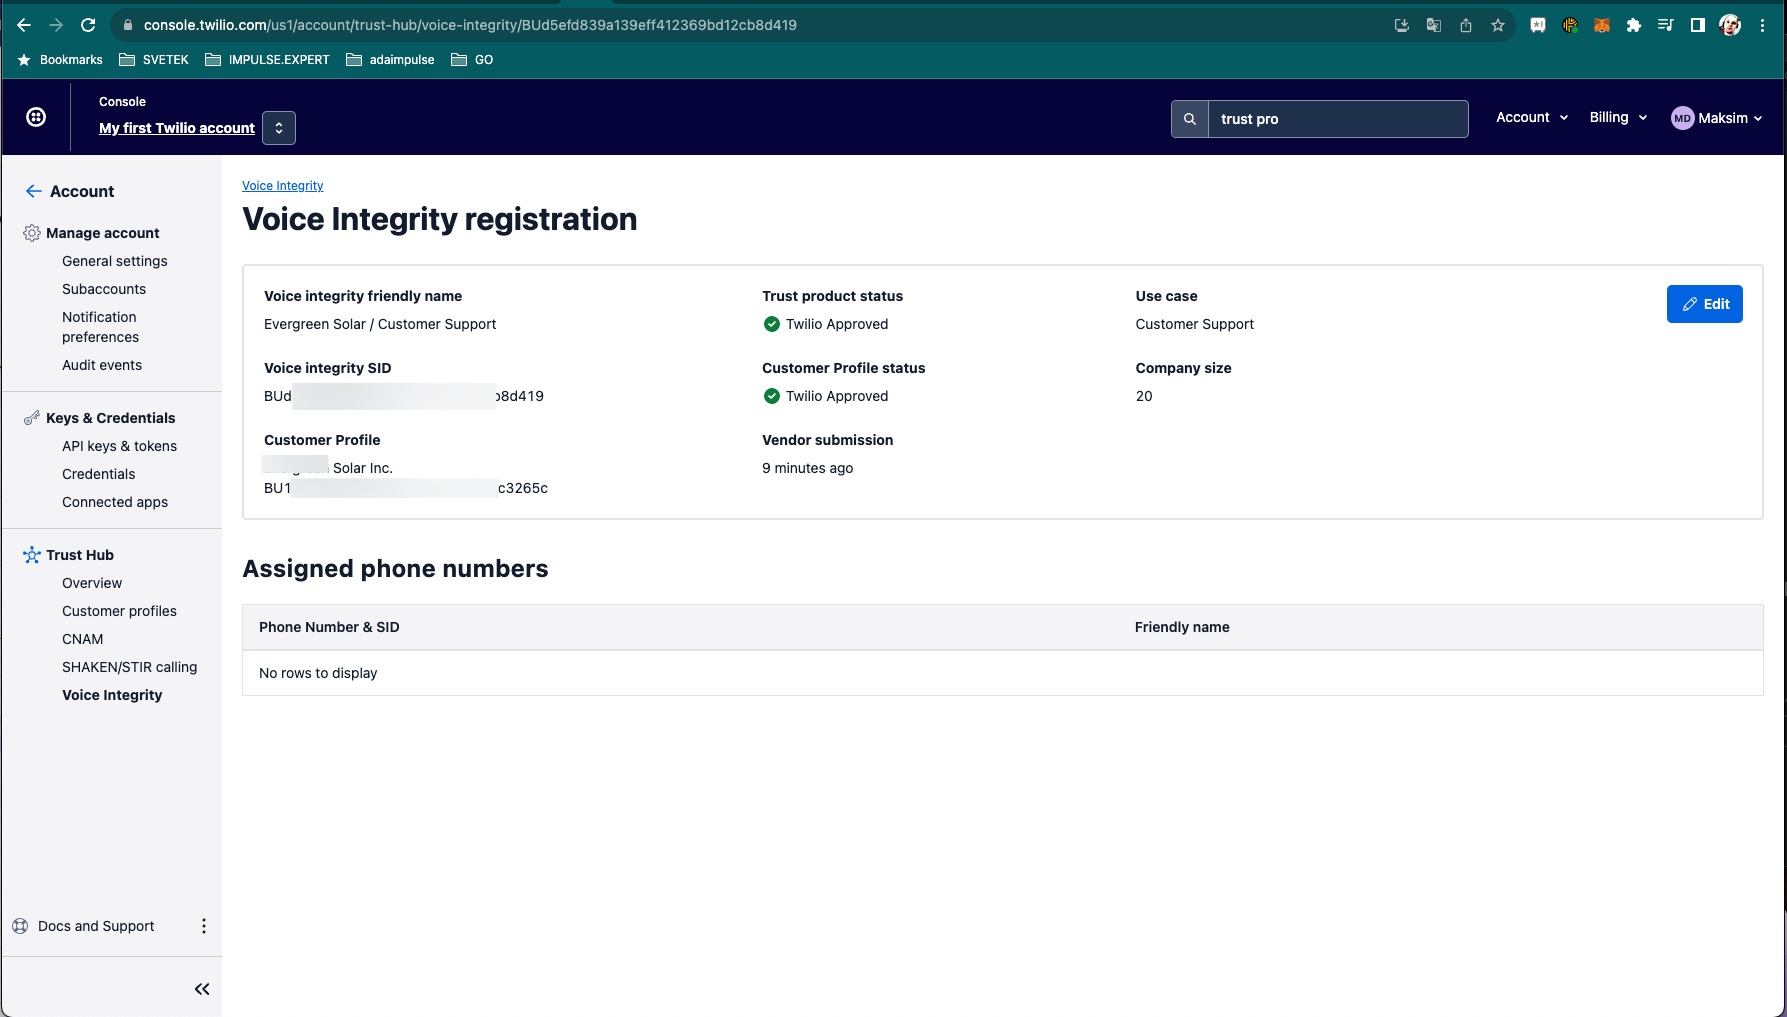 console.twilio.com/us1/account/trust-hub/voice-integrity/BUd5efd839a139eff412369bd12cb8d419
Bookmarks SVETEK IMPULSE.EXPERT adaimpulse GO
Console
My first Twilio account
trust pro
Account
Billing
MD Maksim
Account
Manage account
General settings
Subaccounts
Notification
preferences
Audit events
Keys & Credentials
API keys & tokens
Credentials
Connected apps
Trust Hub
Overview
Customer profiles
CNAM
SHAKEN/STIR calling
Voice Integrity
Docs and Support
Voice Integrity
Voice Integrity registration
Voice integrity friendly name
Evergreen Solar / Customer Support
Voice integrity SID
BUd b8d419
Customer Profile
Solar Inc.
BU1 c3265c
Trust product status
Twilio Approved
Customer Profile status
Twilio Approved
Vendor submission
9 minutes ago
Use case
Customer Support
Company size
20
Edit
Assigned phone numbers
Phone Number & SID Friendly name
No rows to display